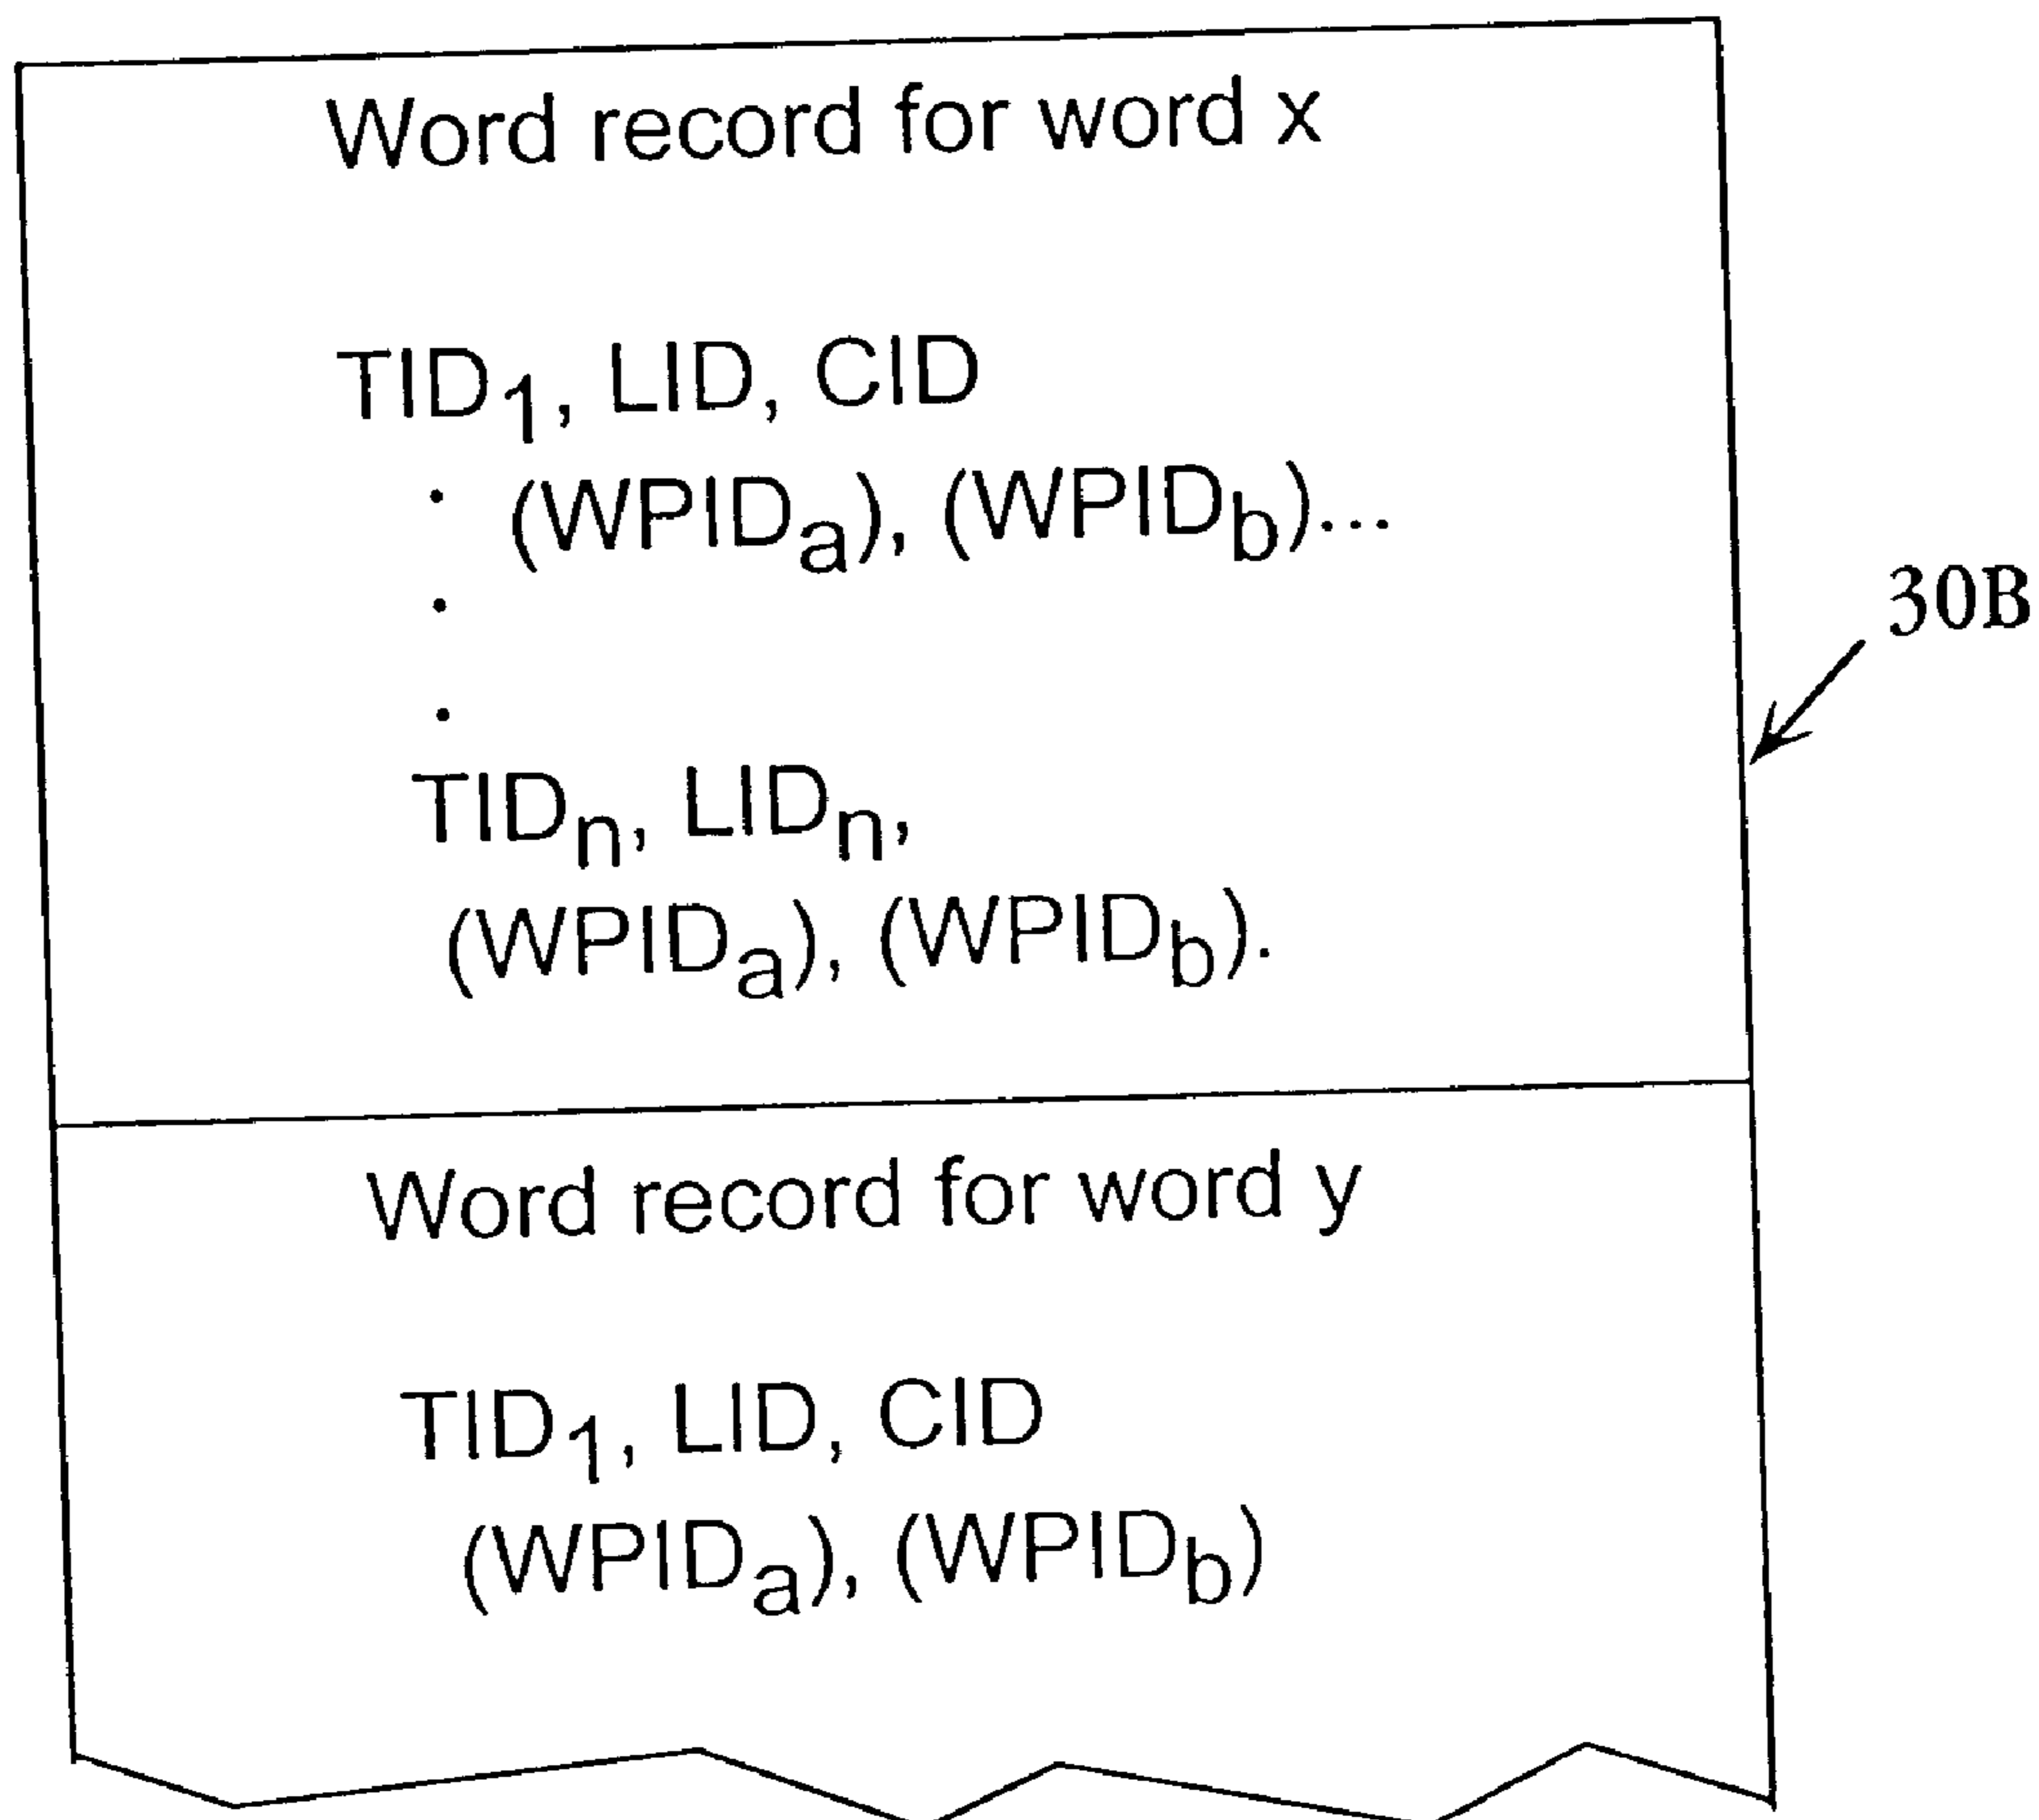 Word record for word x
TID1, LID, CID
. (WPIDa), (WPIDb)...
.
.
30B
TIDn, LIDn,
(WPIDa), (WPIDb).
Word record for word y
TID1, LID, CID
(WPIDa), (WPIDb)